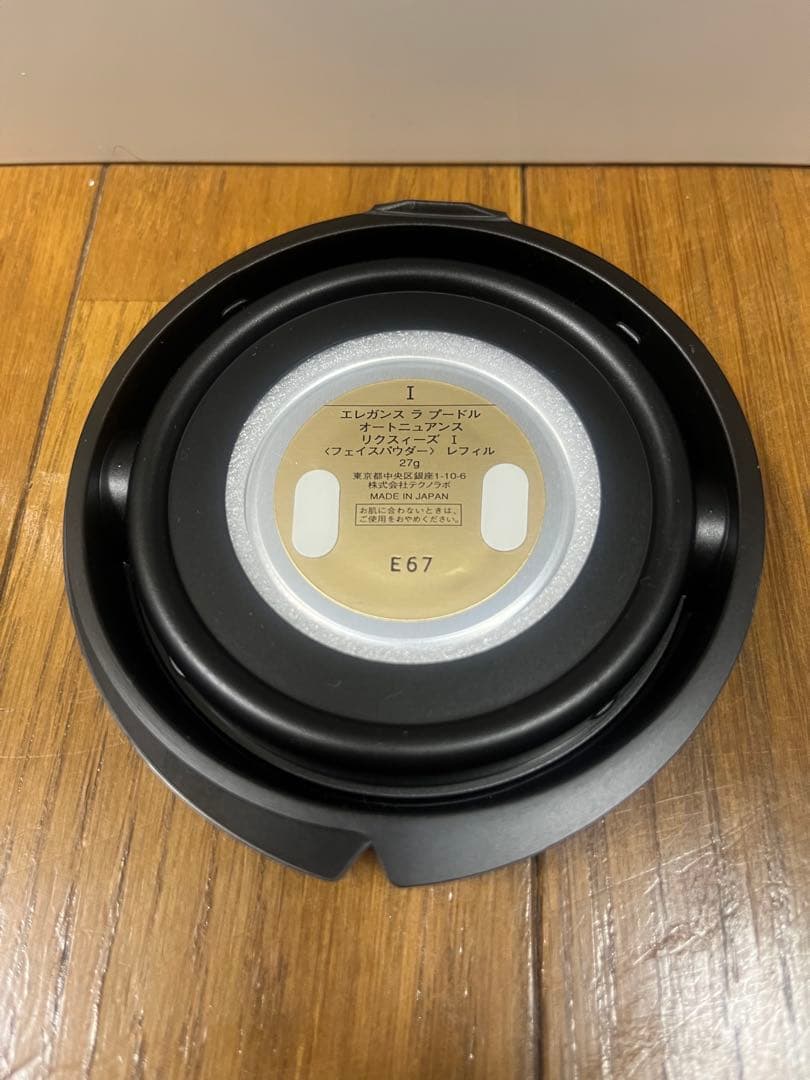 I
エレガンス ラ プードル
オートニュアンス
リクスィーズ I
〈フェイスパウダー〉 レフィル
27g
東京都中央区銀座1-10-6
株式会社テクノラボ
MADE IN JAPAN
お肌に合わないときは、
ご使用をおやめください。
E67